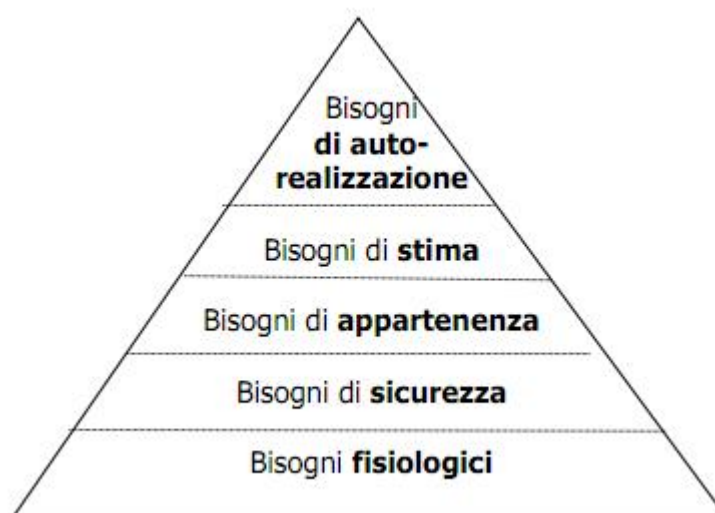 Bisogni
di auto-
realizzazione
Bisogni di stima
Bisogni di appartenenza
Bisogni di sicurezza
Bisogni fisiologici